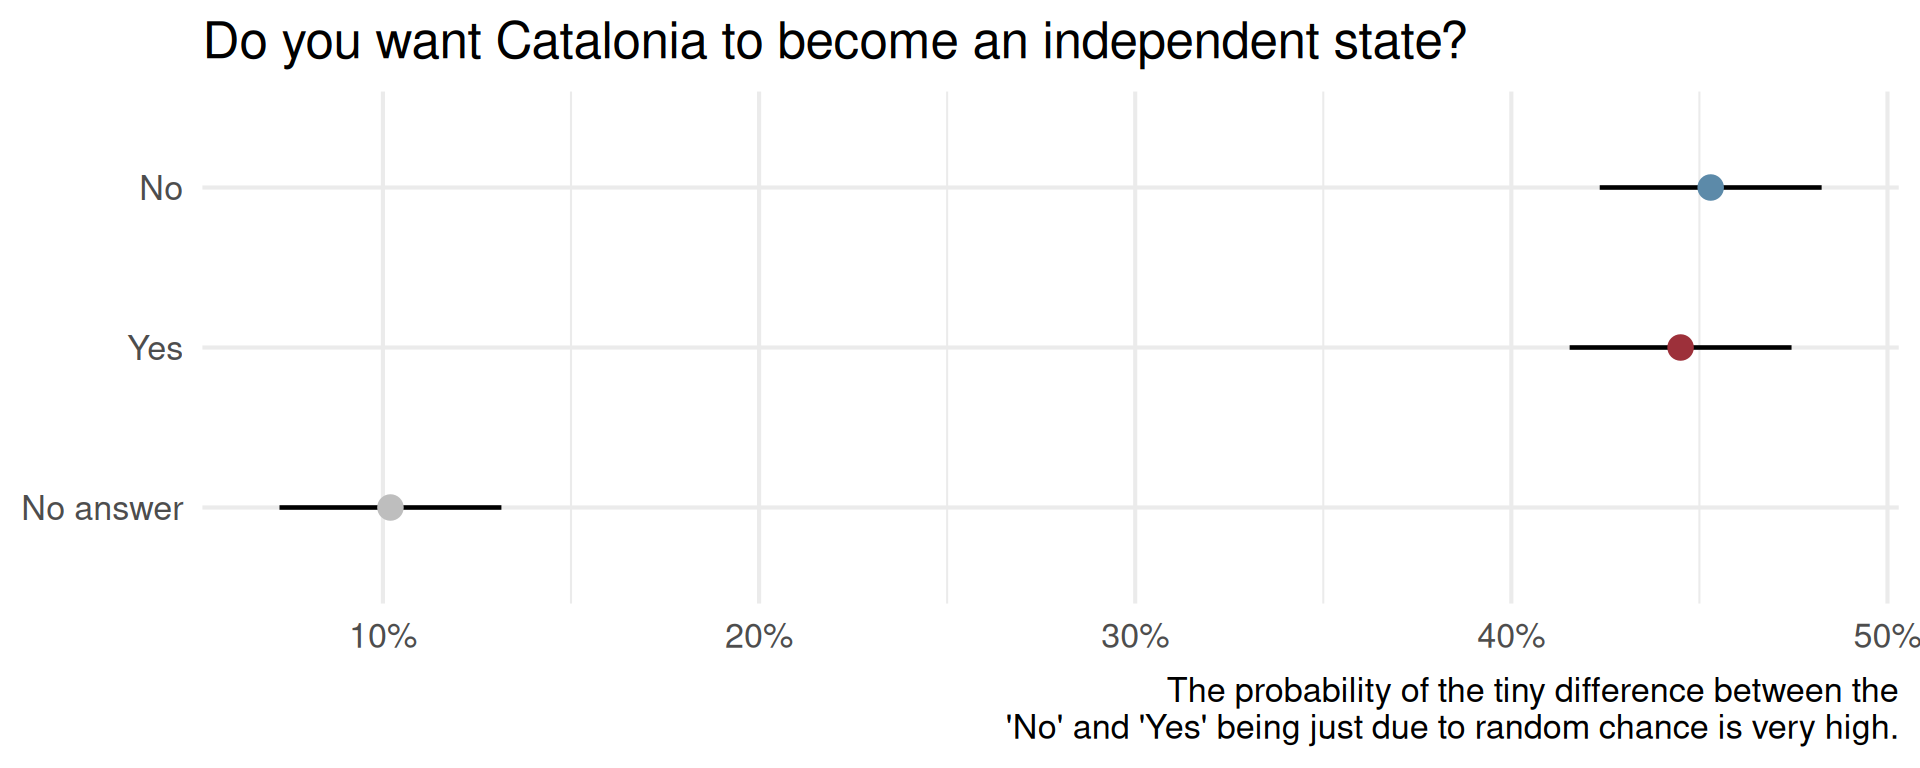 Do you want Catalonia to become an independent state?
No
Yes
No answer
10% 20% 30% 40% 50%
The probability of the tiny difference between the
'No' and 'Yes' being just due to random chance is very high.